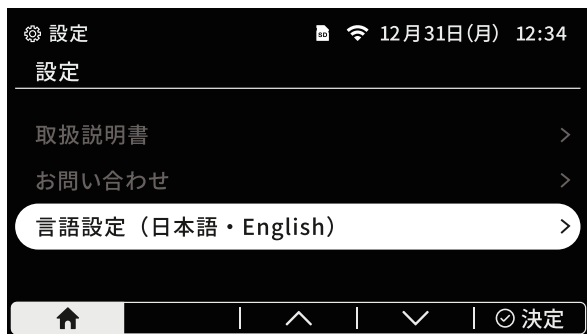 設定 12月31日(月) 12:34
設定
取扱説明書
お問い合わせ
言語設定（日本語・English）
決定